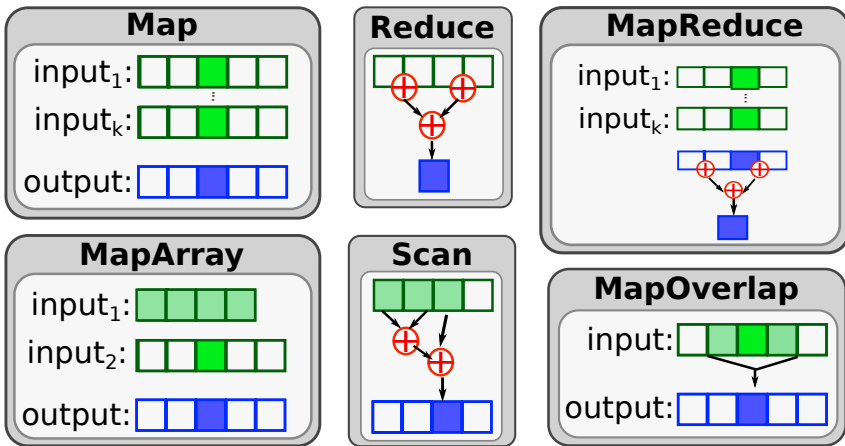 Map
input₁:
⋮
inputₖ:
output:
Reduce
MapReduce
input₁:
⋮
inputₖ:
MapArray
input₁:
input₂:
output:
Scan
MapOverlap
input:
output: